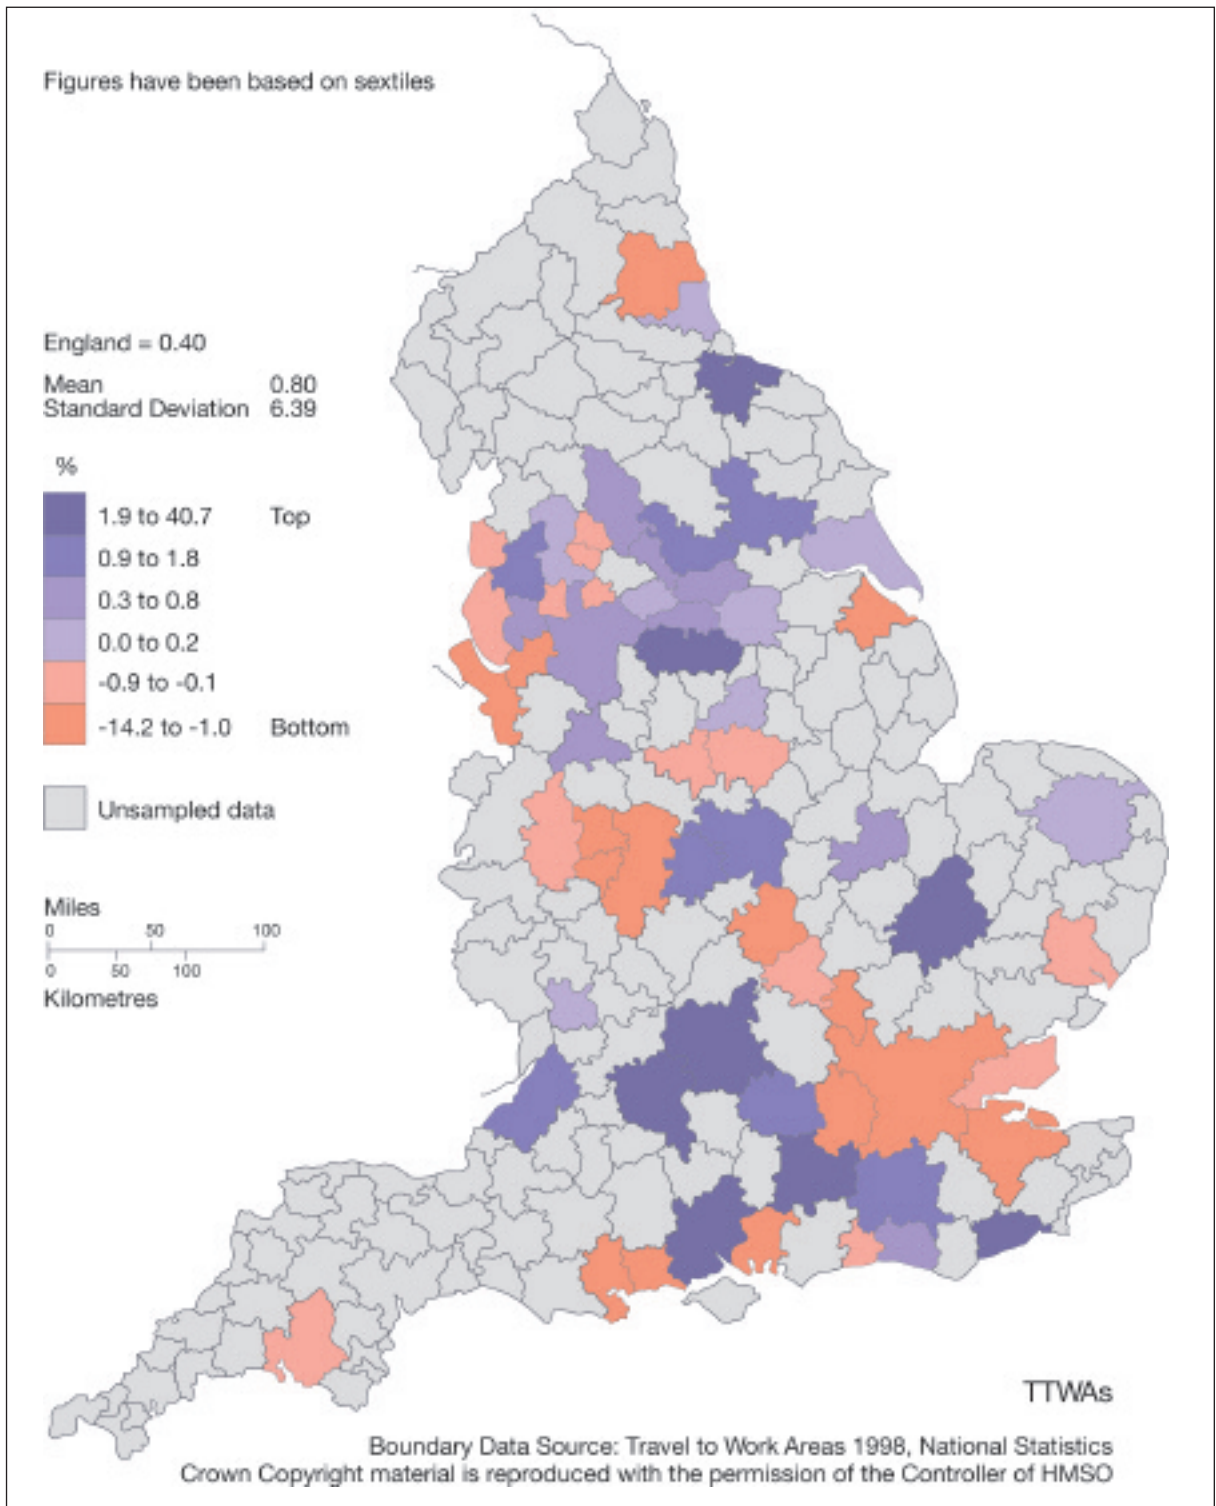 Figures have been based on sextiles
England = 0.40
Mean 0.80
Standard Deviation 6.39
%
1.9 to 40.7 Top
0.9 to 1.8
0.3 to 0.8
0.0 to 0.2
-0.9 to -0.1
-14.2 to -1.0 Bottom
Unsampled data
Miles
0 50 100
0 50 100
Kilometres
TTWAs
Boundary Data Source: Travel to Work Areas 1998, National Statistics
Crown Copyright material is reproduced with the permission of the Controller of HMSO